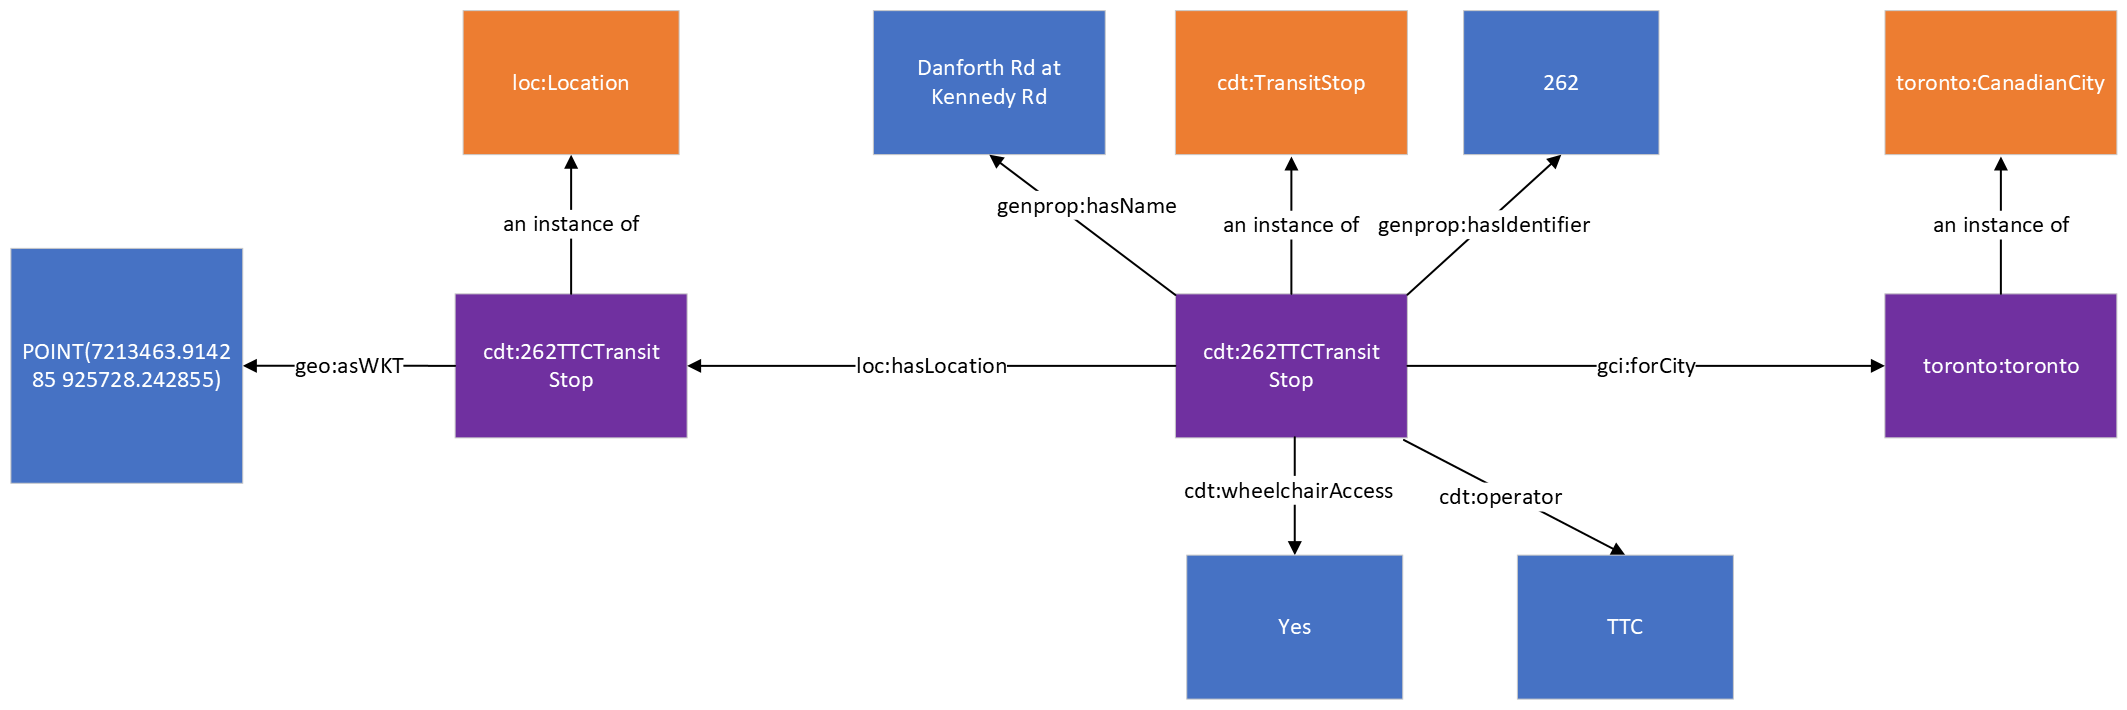 loc:Location
Danforth Rd at
Kennedy Rd
cdt:TransitStop
262
toronto:CanadianCity
an instance of
genprop:hasName
an instance of
genprop:hasIdentifier
an instance of
POINT(7213463.9142
85 925728.242855)
geo:asWKT
cdt:262TTCTransit
Stop
loc:hasLocation
cdt:262TTCTransit
Stop
gci:forCity
toronto:toronto
cdt:wheelchairAccess
cdt:operator
Yes
TTC